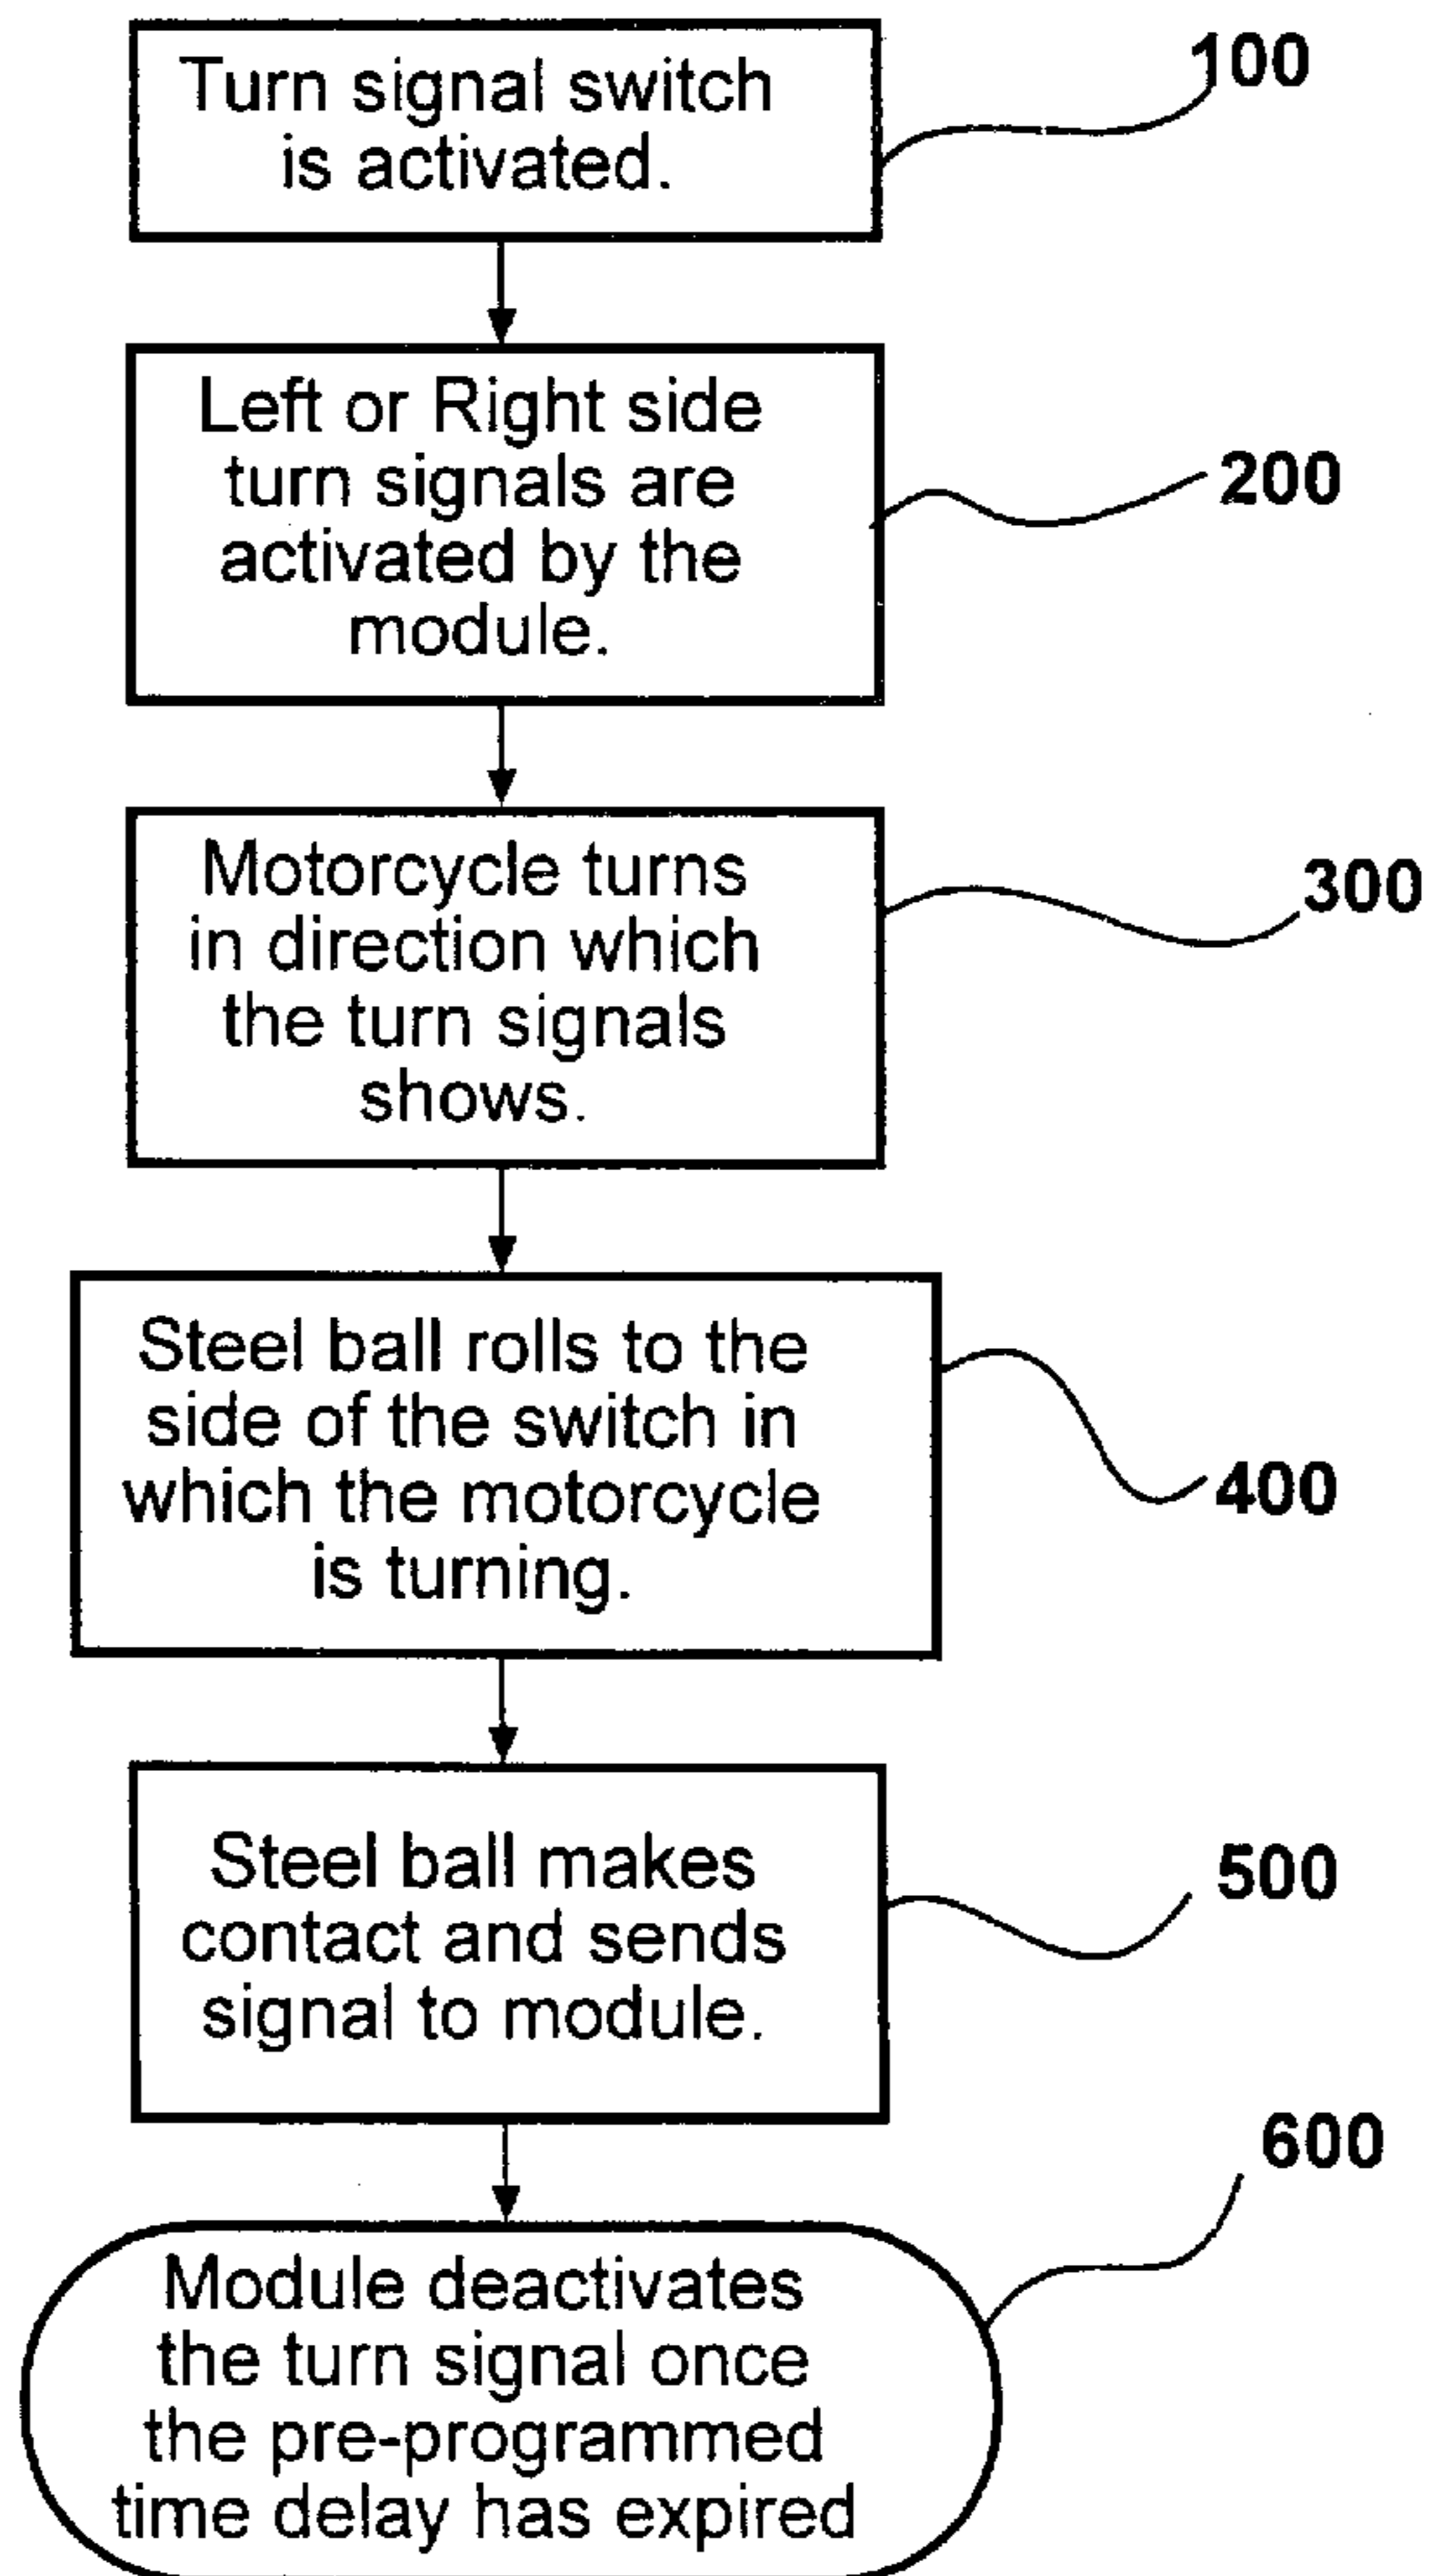 Turn signal switch
is activated.
100
Left or Right side
turn signals are
activated by the
module.
200
Motorcycle turns
in direction which
the turn signals
shows.
300
Steel ball rolls to the
side of the switch in
which the motorcycle
is turning.
400
Steel ball makes
contact and sends
signal to module.
500
600
Module deactivates
the turn signal once
the pre-programmed
time delay has expired